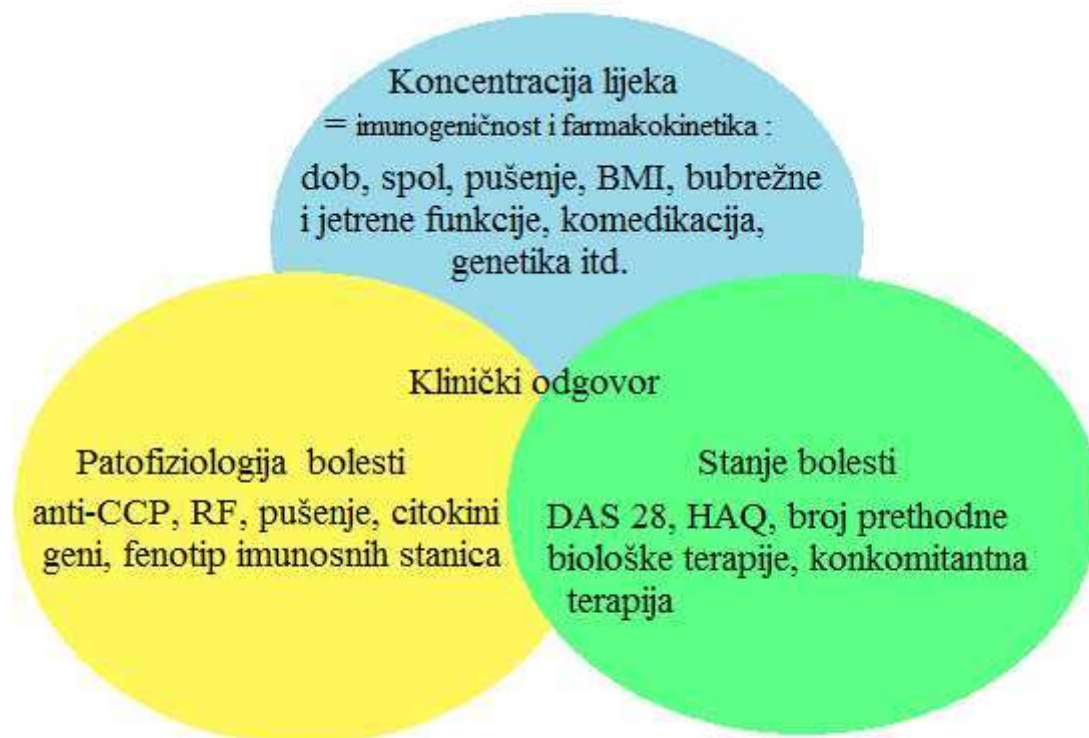 Koncentracija lijeka
= imunogeničnost i farmakokinetika :
dob, spol, pušenje, BMI, bubrežne
i jetrene funkcije, komedikacija,
genetika itd.
Klinički odgovor
Patofiziologija bolesti
anti-CCP, RF, pušenje, citokini
geni, fenotip imunosnih stanica
Stanje bolesti
DAS 28, HAQ, broj prethodne
biološke terapije, konkomitantna
terapija